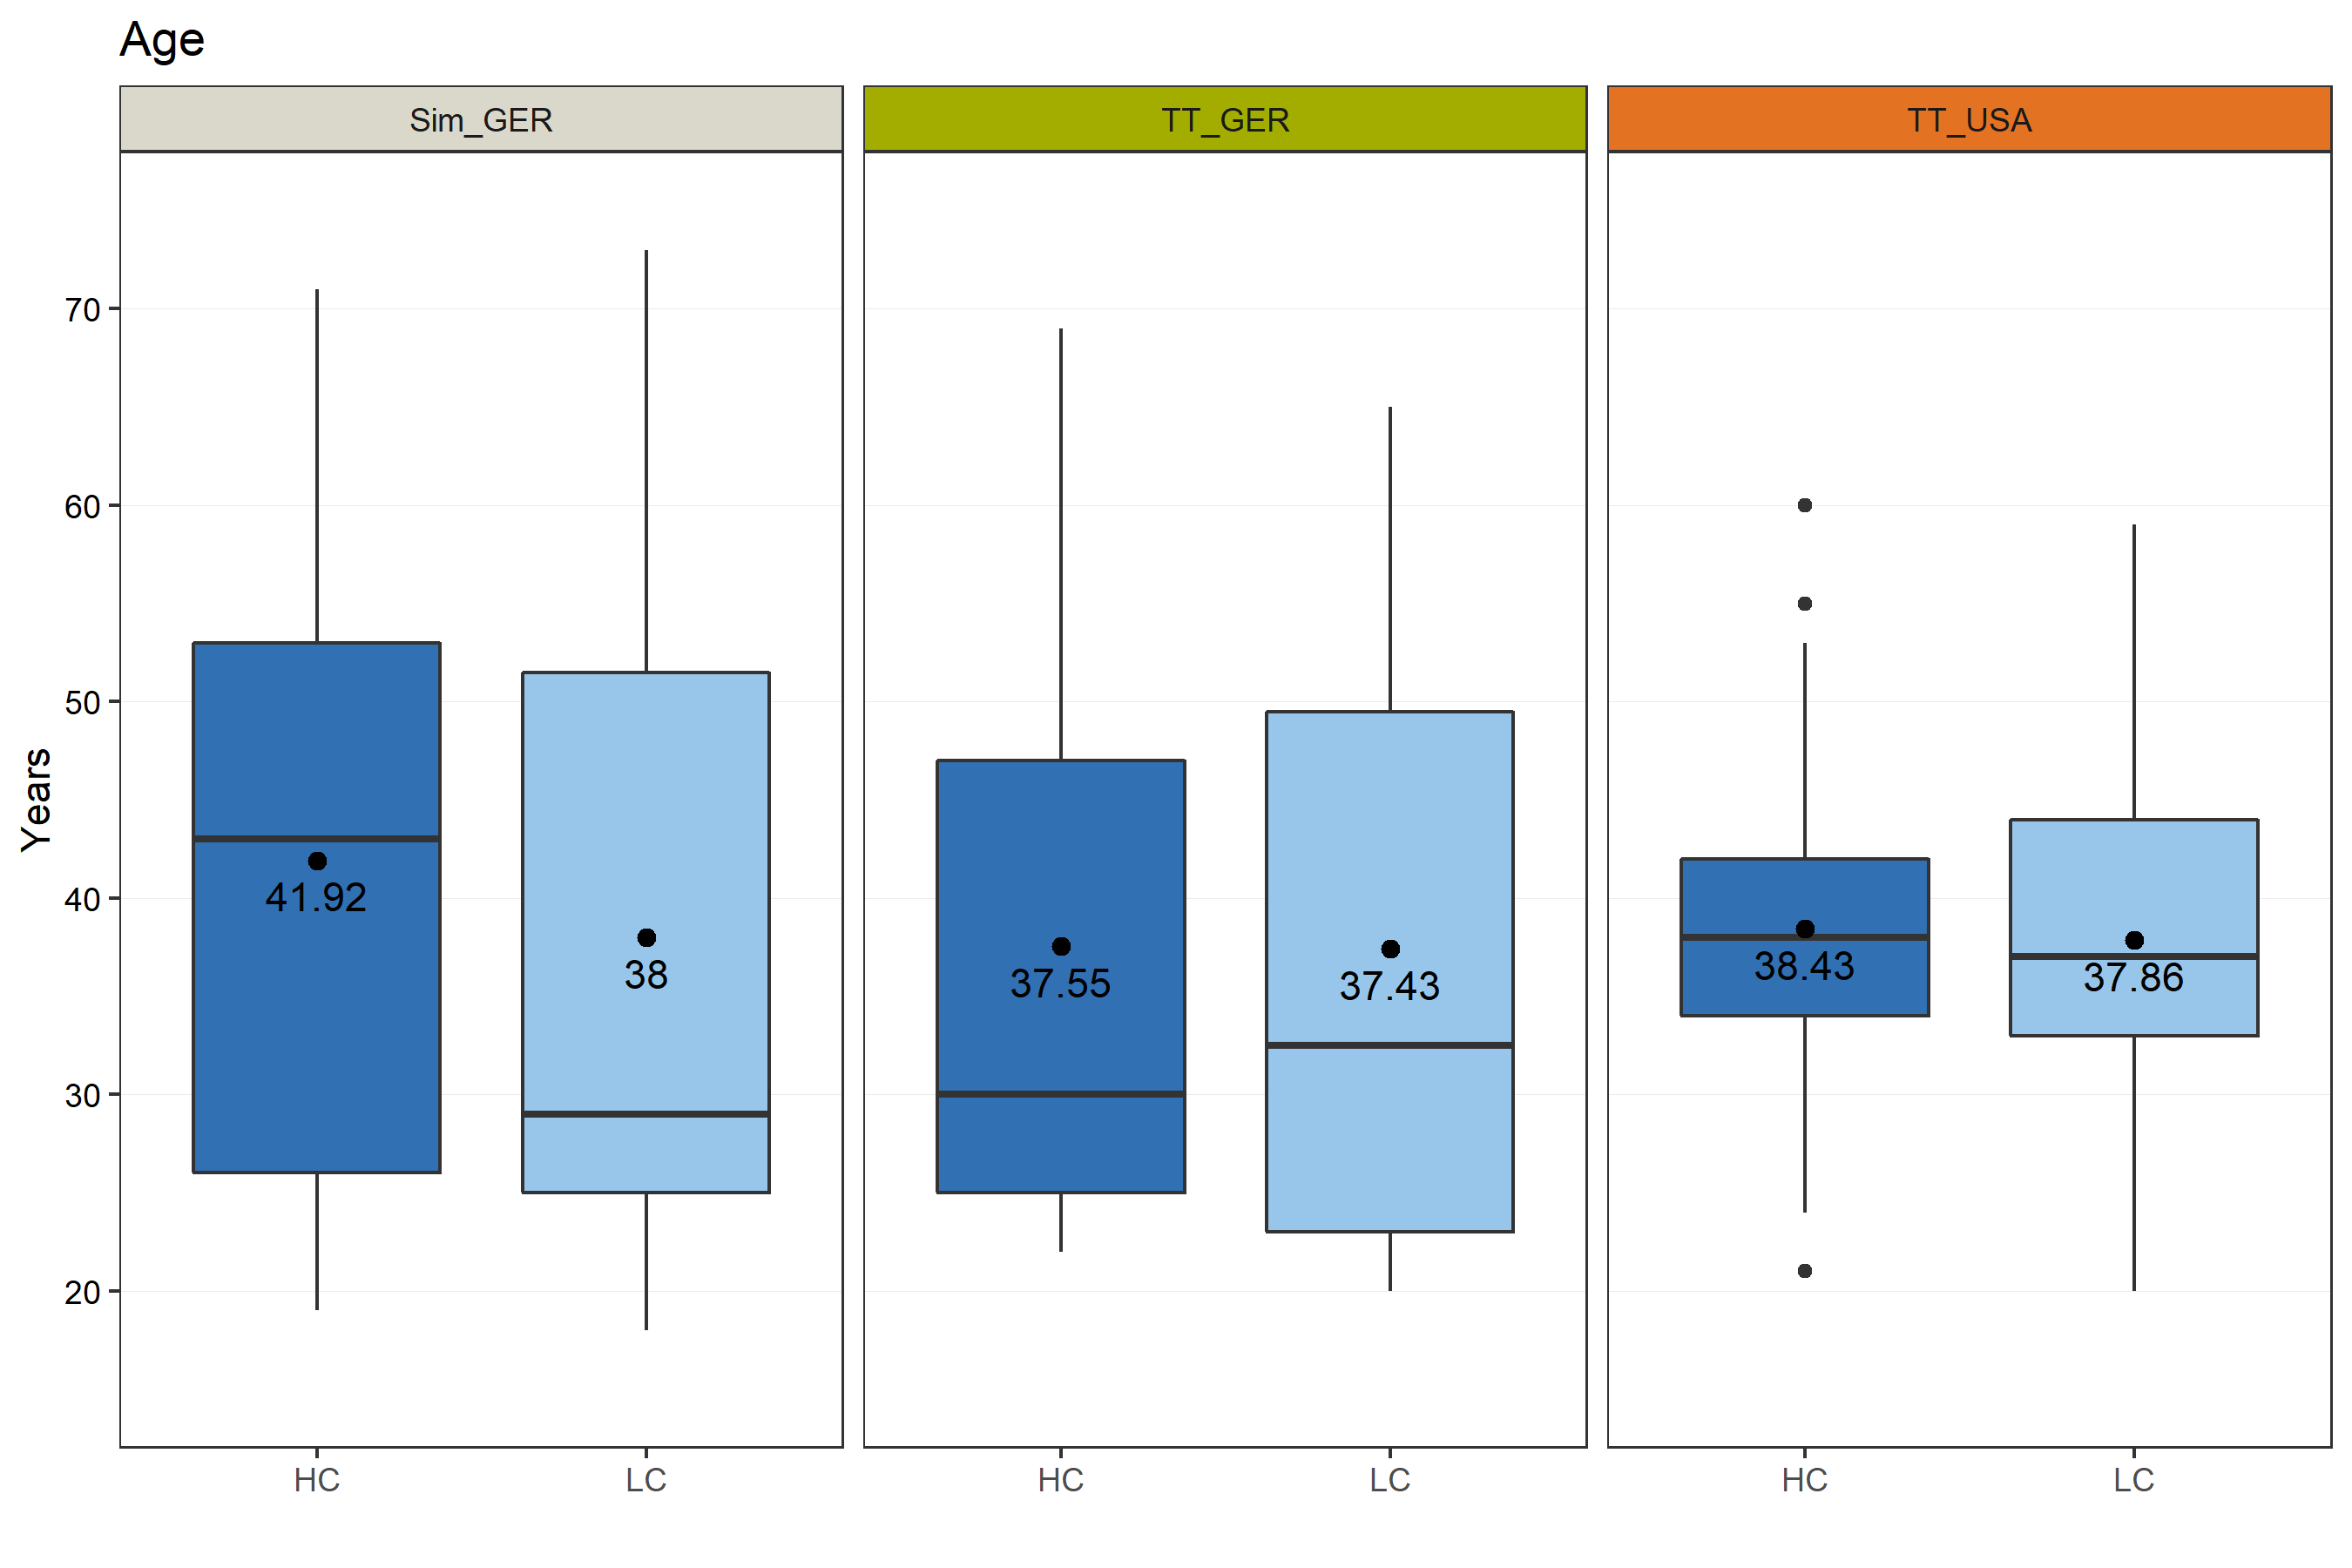 Age
Sim_GER
TT_GER
TT_USA
Years
70
60
50
40
30
20
41.92
38
37.55
37.43
38.43
37.86
HC
LC
HC
LC
HC
LC